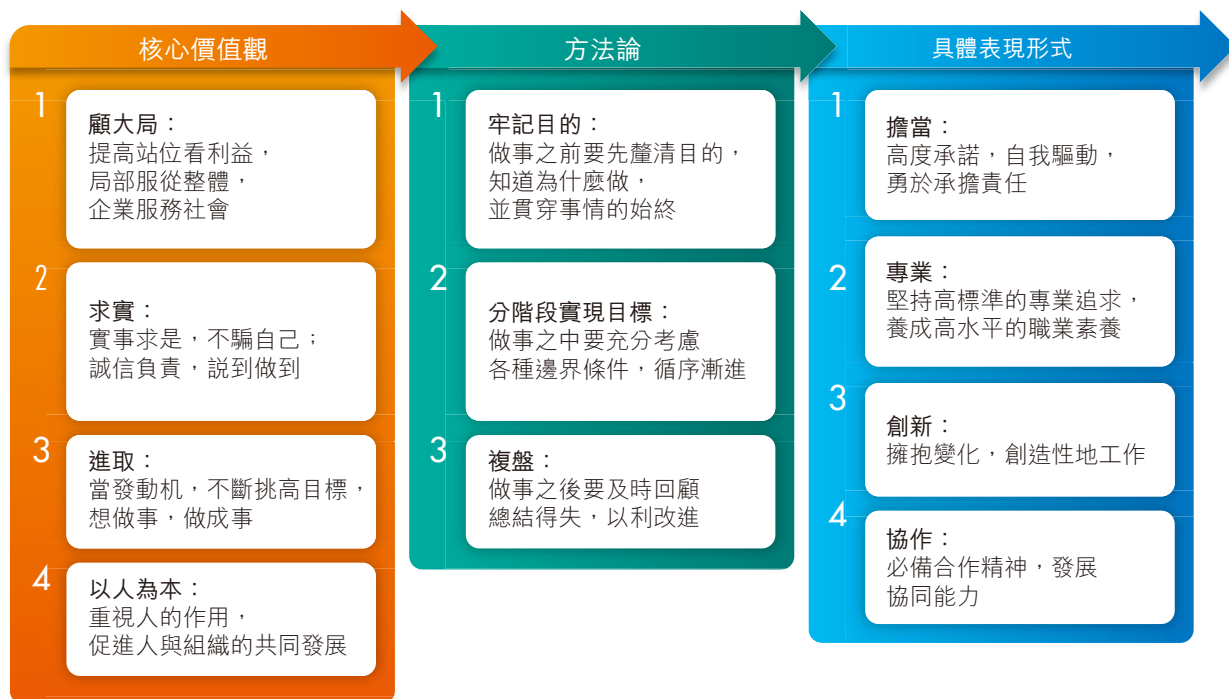 核心價值觀
1
顧大局：
提高站位看利益，
局部服從整體，
企業服務社會
2
求實：
實事求是，不騙自己；
誠信負責，説到做到
3
進取：
當發動机，不斷挑高目標，
想做事，做成事
4
以人為本：
重視人的作用，
促進人與組織的共同發展
方法論
1
牢記目的：
做事之前要先釐清目的，
知道為什麼做，
並貫穿事情的始終
2
分階段實現目標：
做事之中要充分考慮
各種邊界條件，循序漸進
3
複盤：
做事之後要及時回顧
總結得失，以利改進
具體表現形式
1
擔當：
高度承諾，自我驅動，
勇於承擔責任
2
專業：
堅持高標準的專業追求，
養成高水平的職業素養
3
創新：
擁抱變化，創造性地工作
4
協作：
必備合作精神，發展
協同能力